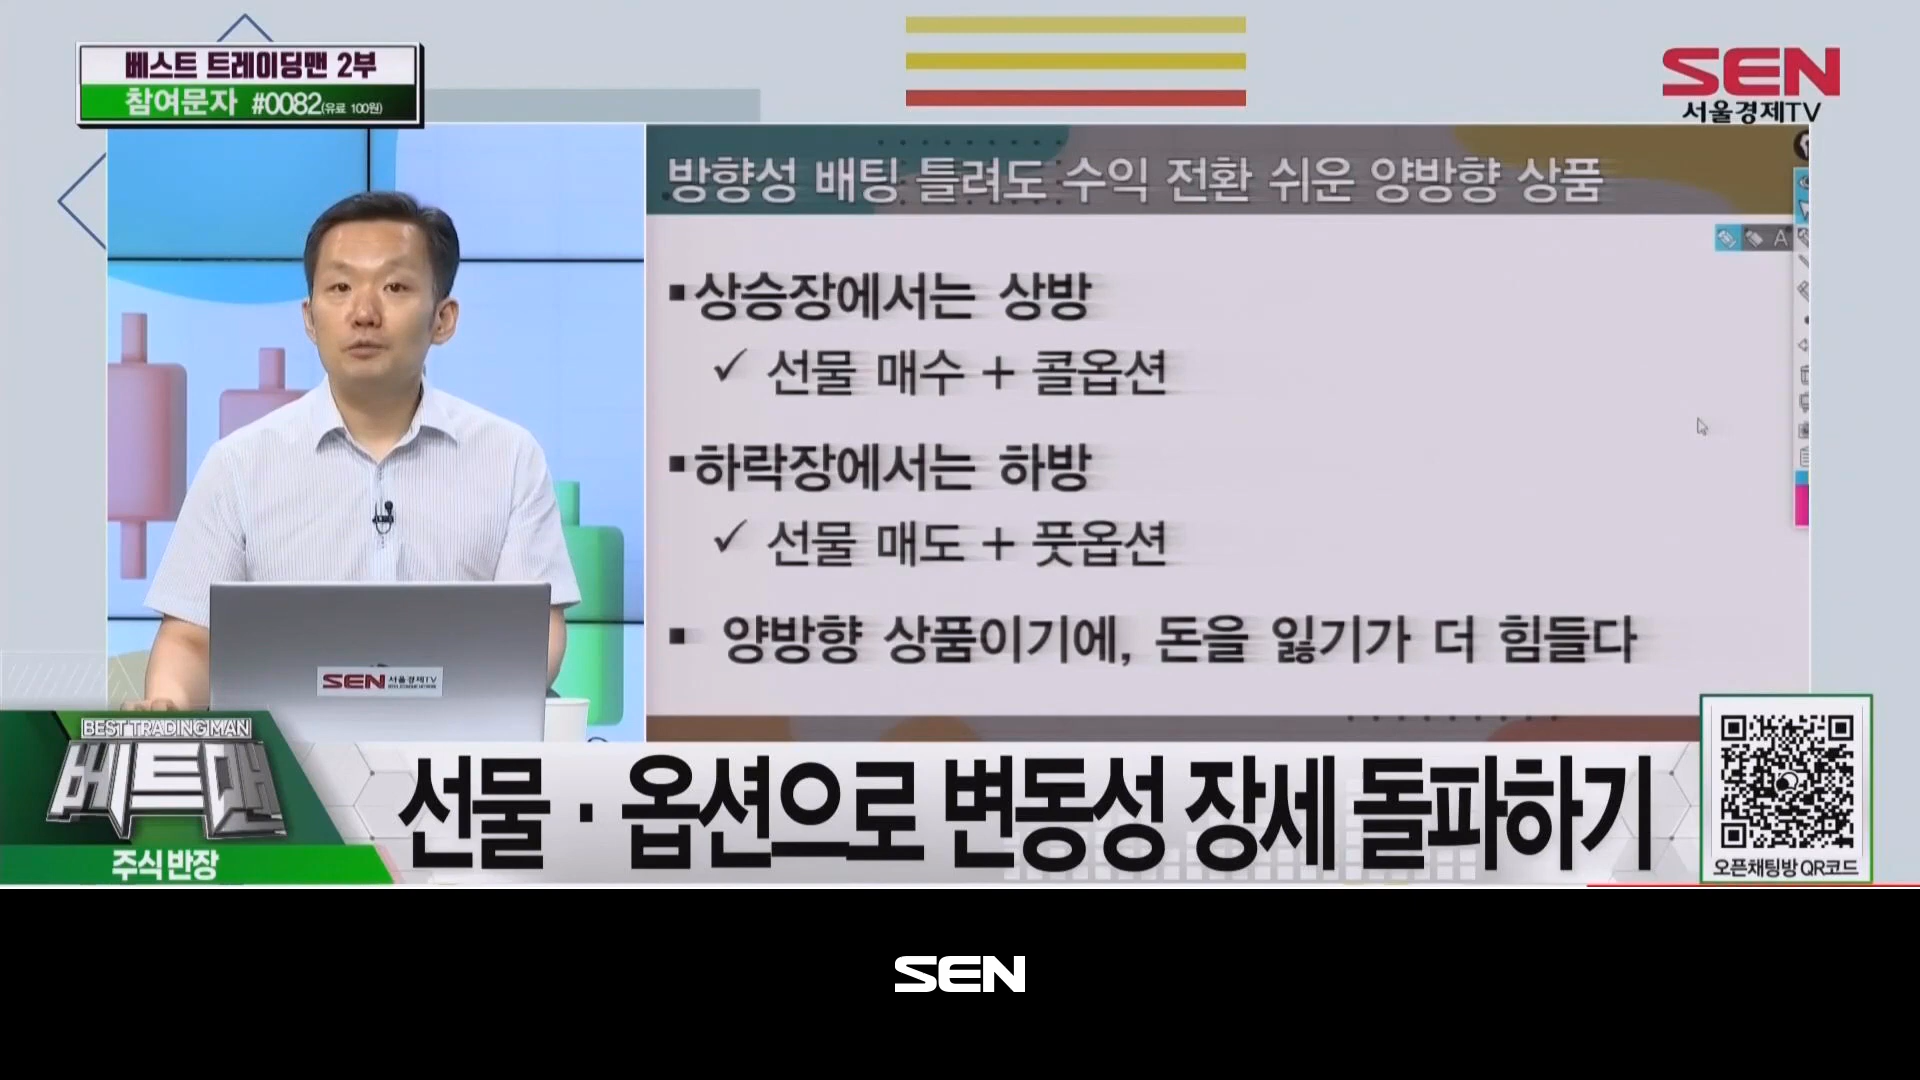 베스트 트레이딩맨 2부
참여문자 #0082(유료 100원)
SEN
서울경제TV
방향성 배팅 틀려도 수익 전환 쉬운 양방향 상품
▪상승장에서는 상방
✓ 선물 매수 + 콜옵션
▪하락장에서는 하방
✓ 선물 매도 + 풋옵션
▪ 양방향 상품이기에, 돈을 잃기가 더 힘들다
A
SEN 서울경제TV
BEST TRADING MAN
베트맨
주식 반장
선물 · 옵션으로 변동성 장세 돌파하기
오픈채팅방 QR코드
SEN